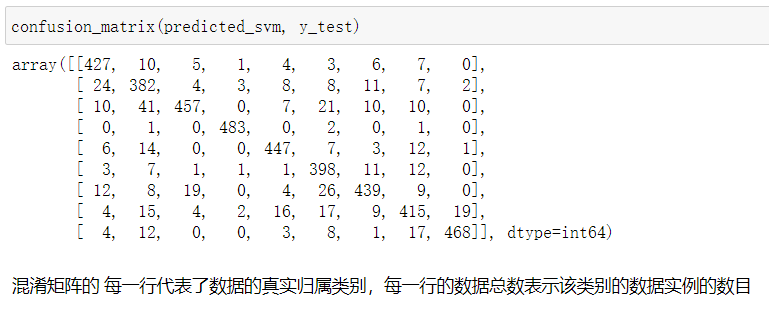 confusion_matrix(predicted_svm, y_test)
array([[427, 10, 5, 1, 4, 3, 6, 7, 0],
[ 24, 382, 4, 3, 8, 8, 11, 7, 2],
[ 10, 41, 457, 0, 7, 21, 10, 10, 0],
[ 0, 1, 0, 483, 0, 2, 0, 1, 0],
[ 6, 14, 0, 0, 447, 7, 3, 12, 1],
[ 3, 7, 1, 1, 1, 398, 11, 12, 0],
[ 12, 8, 19, 0, 4, 26, 439, 9, 0],
[ 4, 15, 4, 2, 16, 17, 9, 415, 19],
[ 4, 12, 0, 0, 3, 8, 1, 17, 468]], dtype=int64)
混淆矩阵的 每一行代表了数据的真实归属类别，每一行的数据总数表示该类别的数据实例的数目